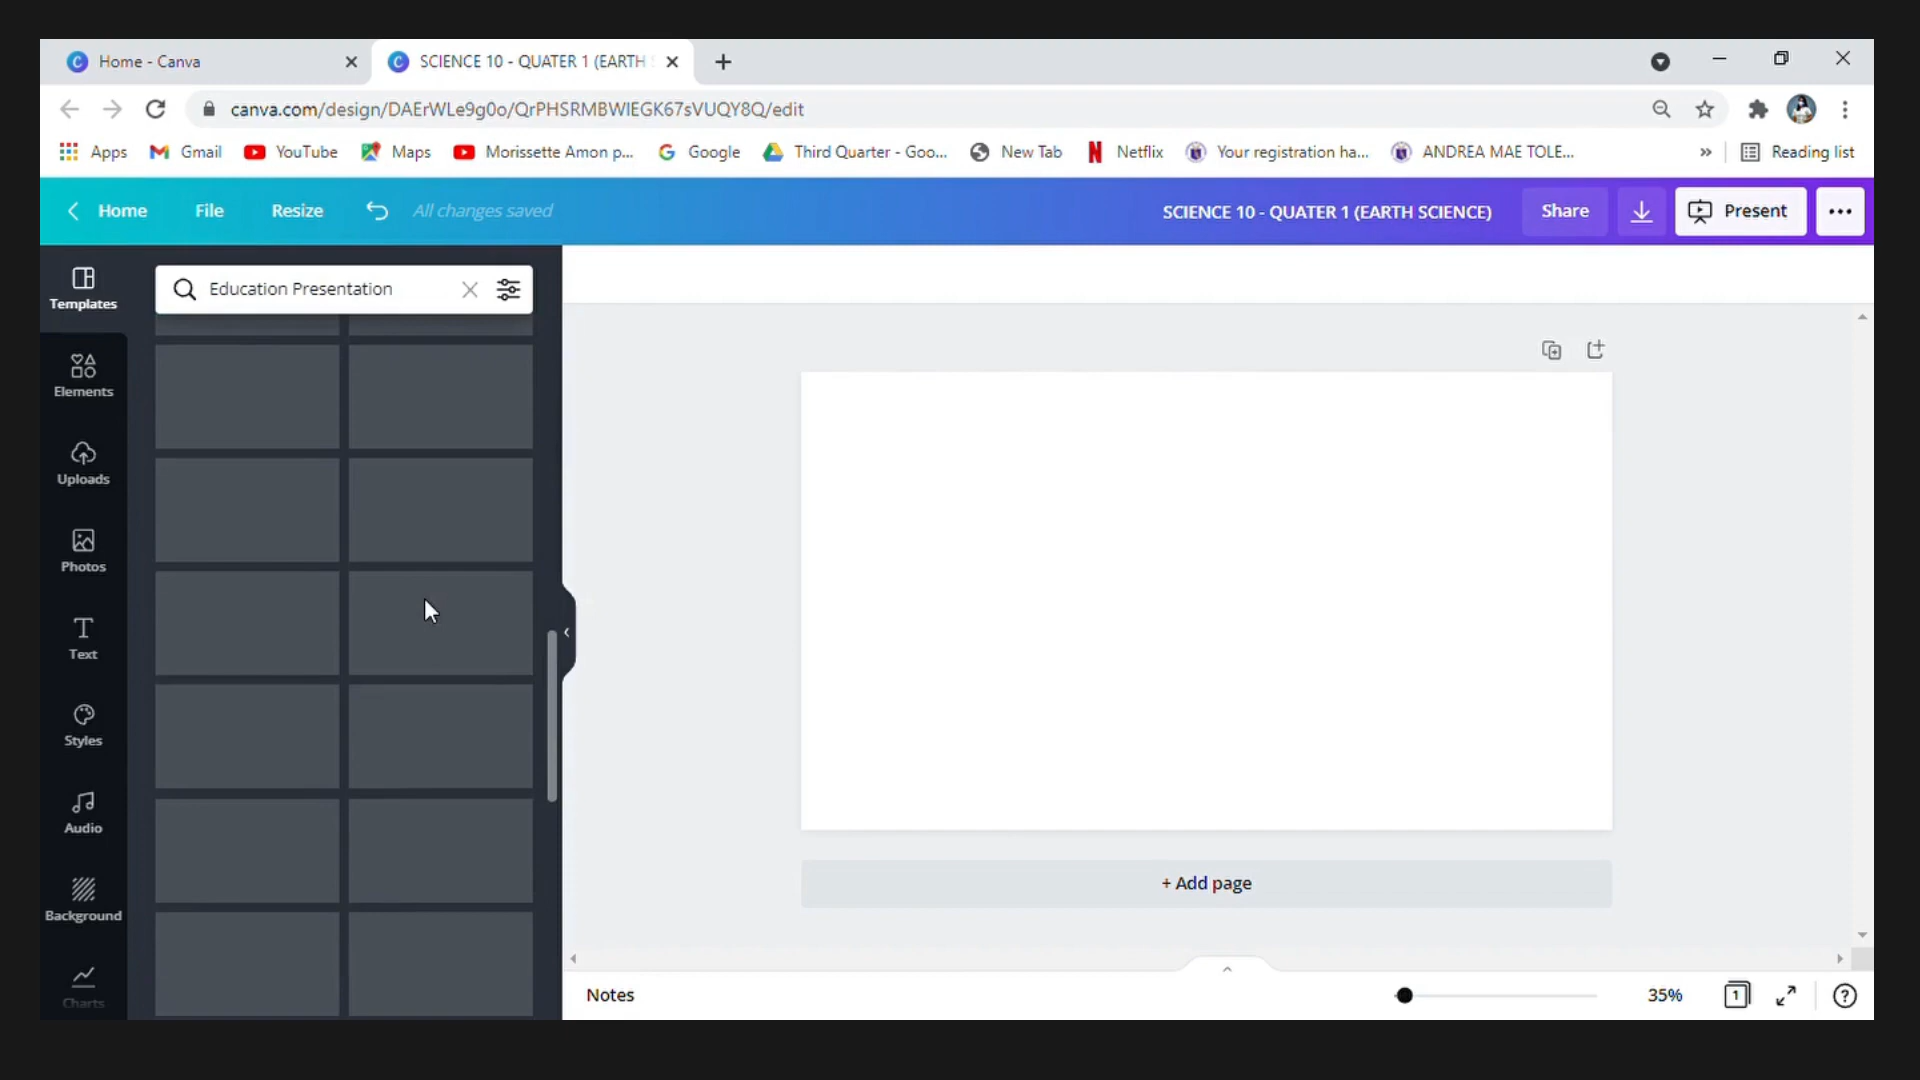 Home - Canva
SCIENCE 10 - QUATER 1 (EARTH S
canva.com/design/DAErWLe9g0o/QrPHSRMBWIEGK67sVUQY8Q/edit
Apps Gmail YouTube Maps Morissette Amon p... Google Third Quarter - Goo... New Tab Netflix Your registration ha... ANDREA MAE TOLE... » Reading list
Home File Resize All changes saved SCIENCE 10 - QUATER 1 (EARTH SCIENCE) Share Present
Education Presentation
Templates
Elements
Uploads
Photos
Text
Styles
Audio
Background
Charts
+ Add page
Notes 35% 1 ?